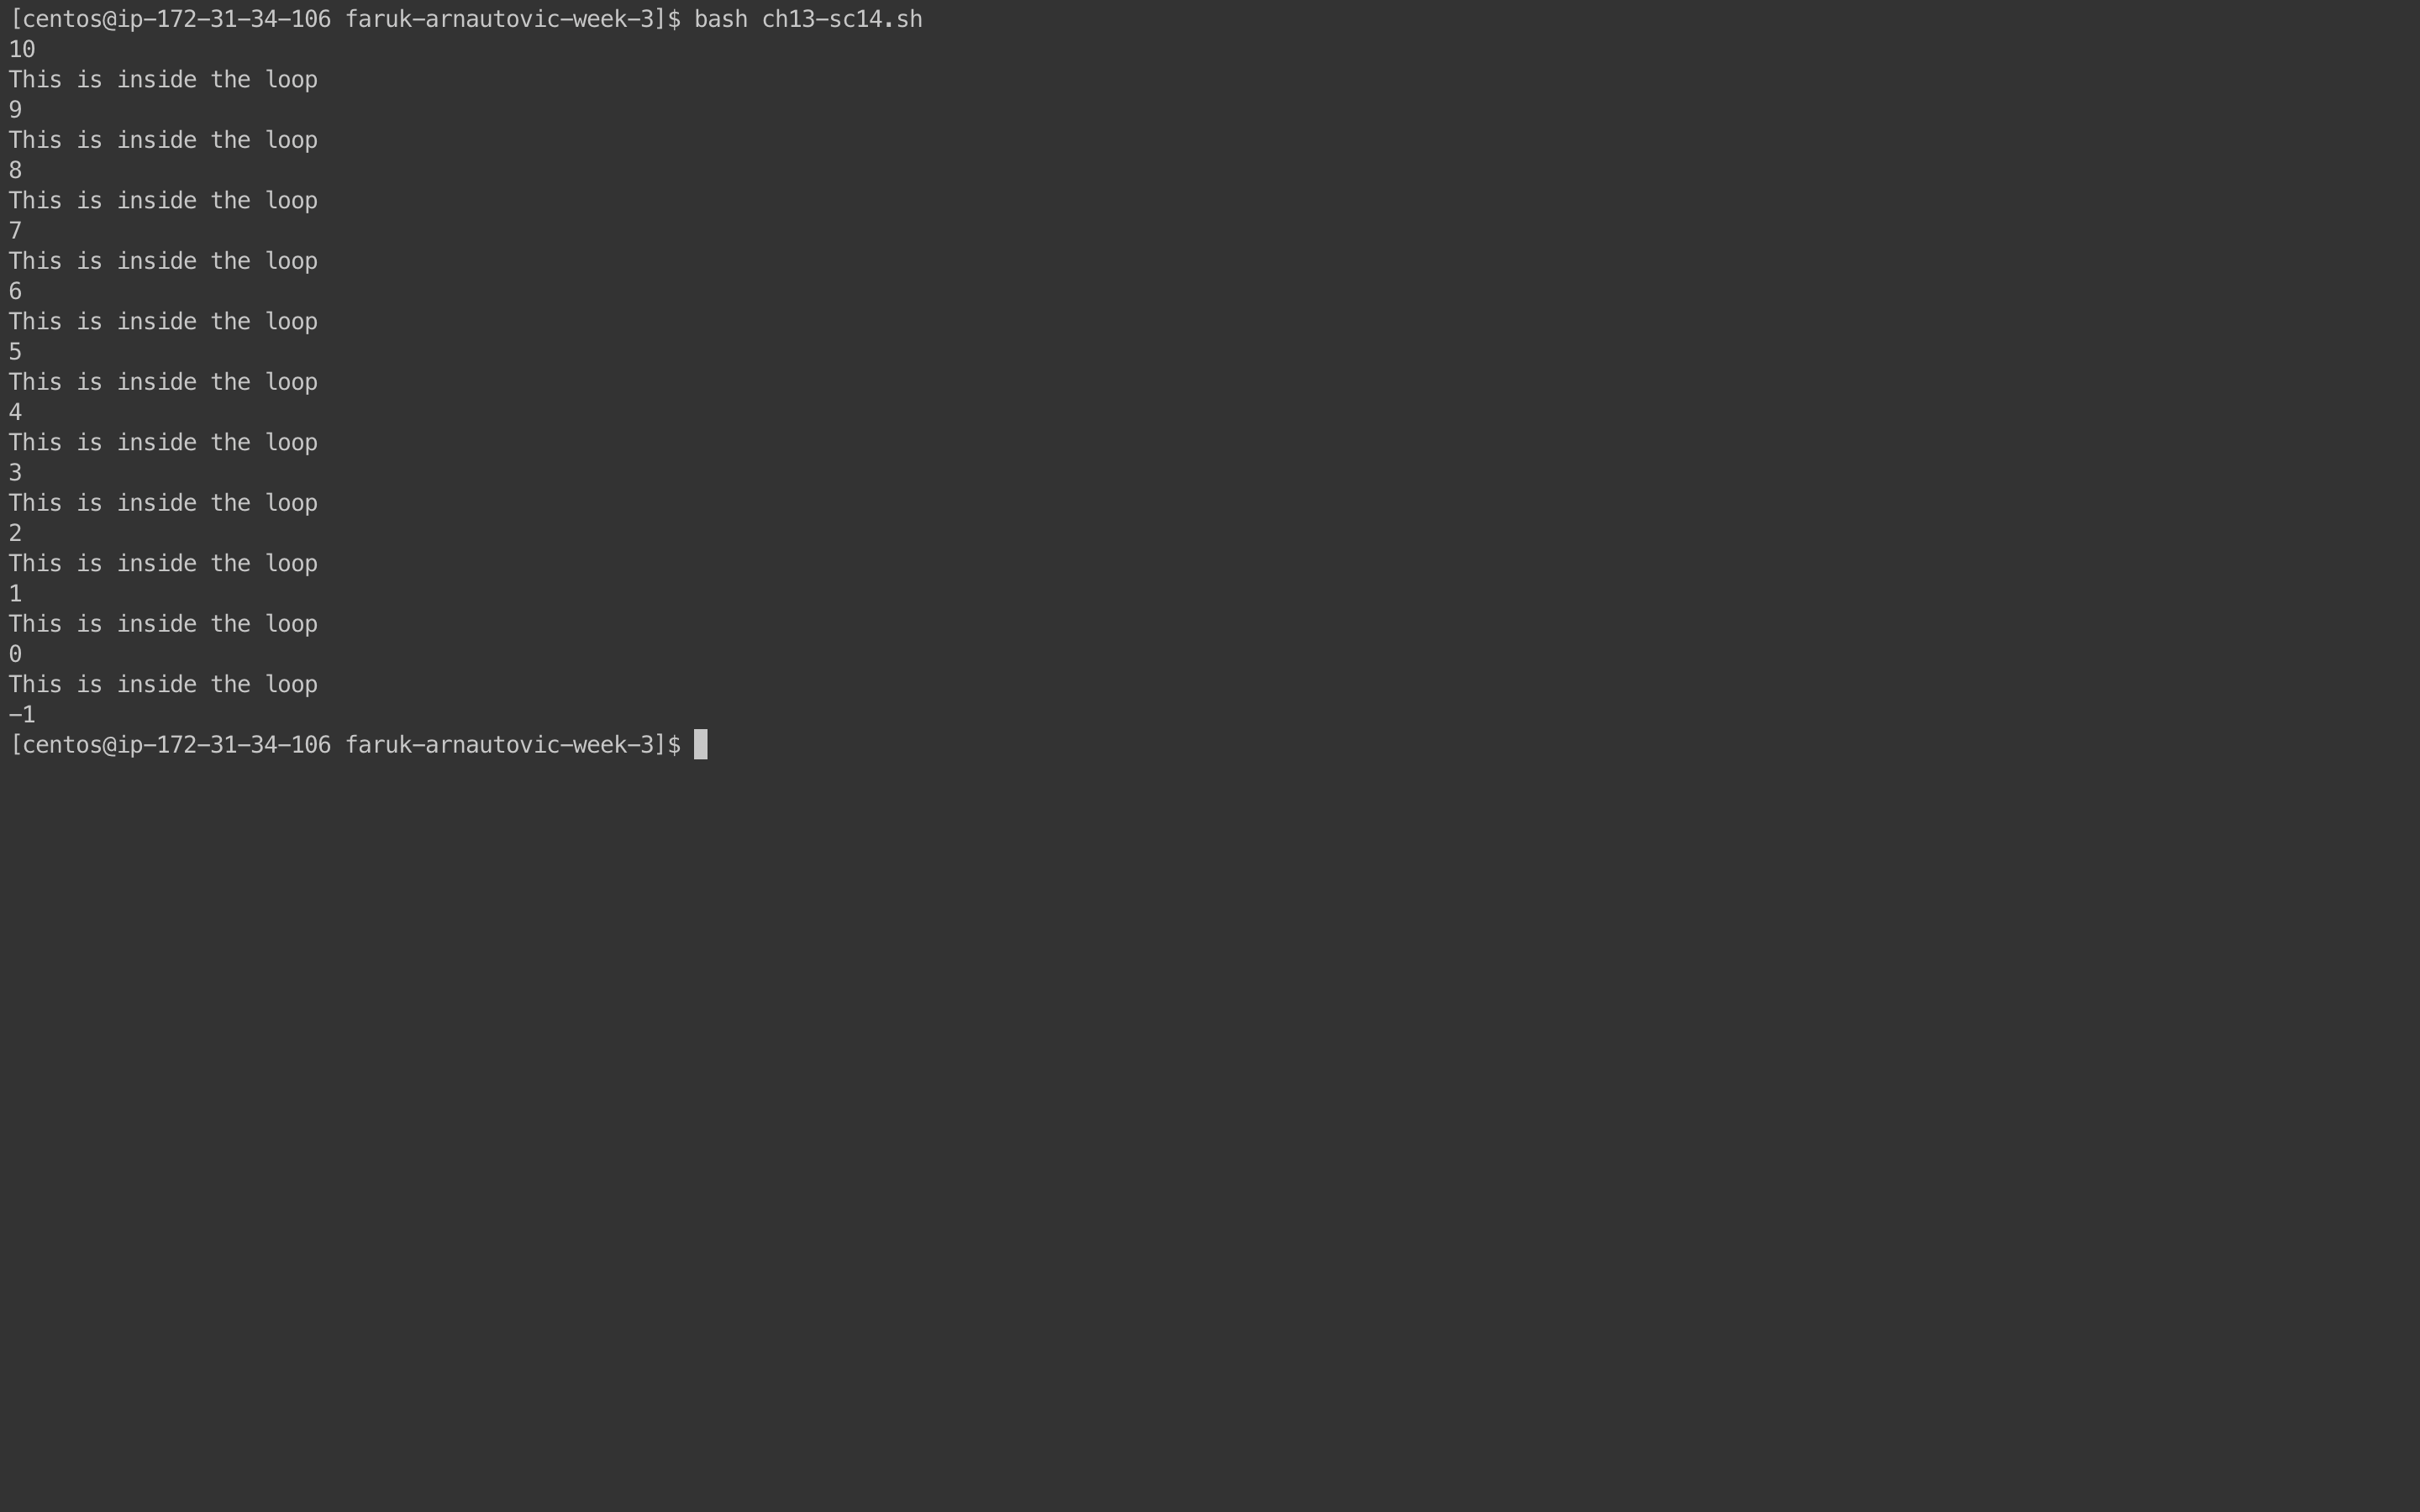 [centos@ip-172-31-34-106 faruk-arnautovic-week-3]$ bash ch13-sc14.sh
10
This is inside the loop
9
This is inside the loop
8
This is inside the loop
7
This is inside the loop
6
This is inside the loop
5
This is inside the loop
4
This is inside the loop
3
This is inside the loop
2
This is inside the loop
1
This is inside the loop
0
This is inside the loop
-1
[centos@ip-172-31-34-106 faruk-arnautovic-week-3]$